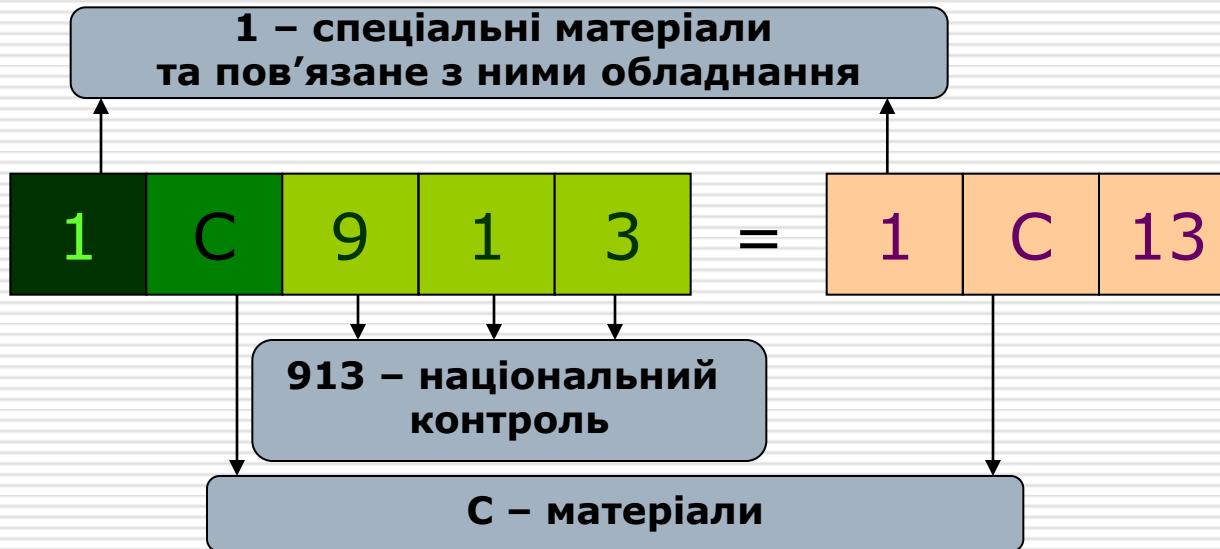 1 – спеціальні матеріали
та пов’язане з ними обладнання
1 C 9 1 3 = 1 C 13
913 – національний
контроль
С – матеріали